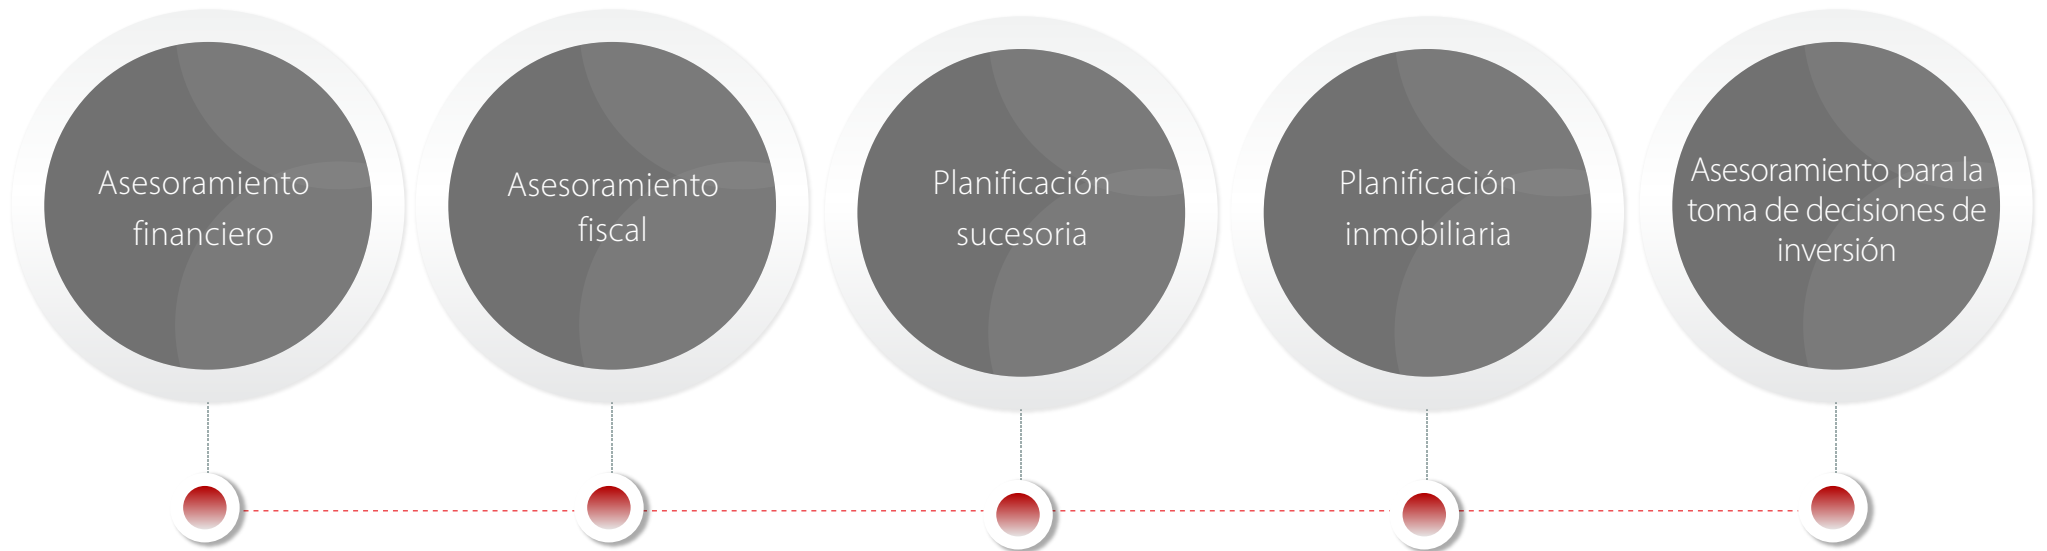 Asesoramiento
financiero
Asesoramiento
fiscal
Planificación
sucesoria
Planificación
inmobiliaria
Asesoramiento para la
toma de decisiones de
inversión